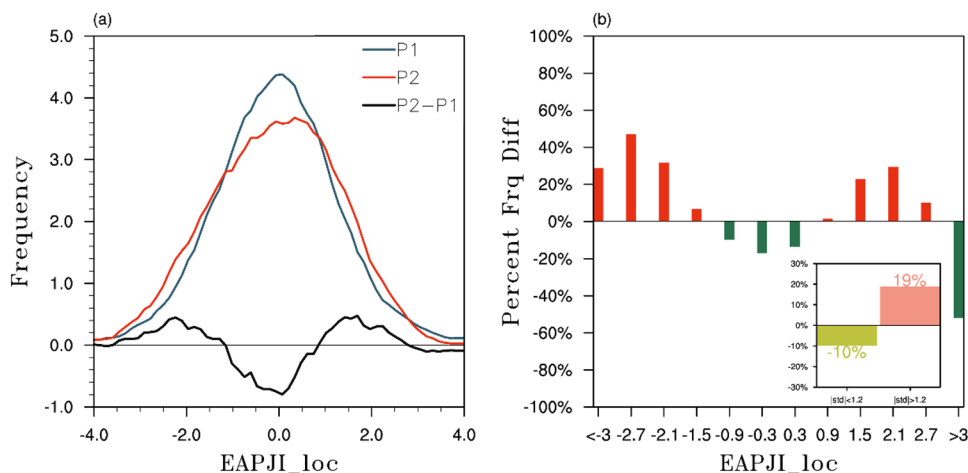 (a)
5.0
4.0
3.0
2.0
1.0
0.0
-1.0
Frequency
P1
P2
P2-P1
-4.0 -2.0 0.0 2.0 4.0
EAPJI_loc
(b)
100%
80%
60%
40%
20%
0%
-20%
-40%
-60%
-80%
-100%
Percent Frq Diff
30%
20%
10%
0%
-10%
-20%
-30%
19%
-10%
|std|<1.2 |std|>1.2
<-3 -2.7 -2.1 -1.5 -0.9 -0.3 0.3 0.9 1.5 2.1 2.7 >3
EAPJI_loc